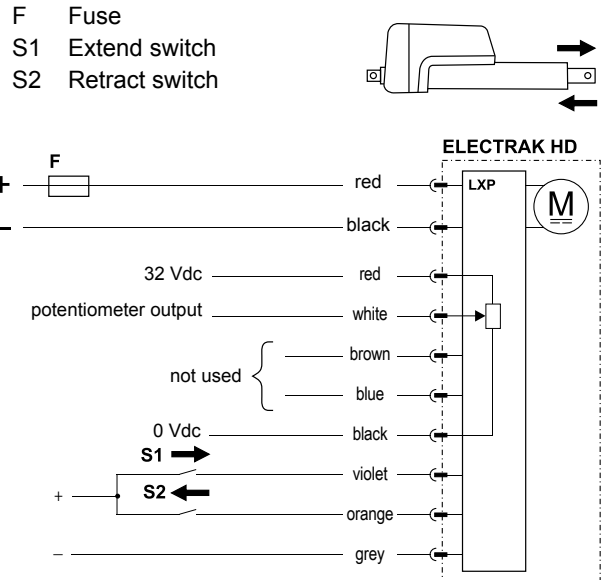 F Fuse
S1 Extend switch
S2 Retract switch
ELECTRAK HD
F
+ red LXP
M
− black
32 Vdc red
potentiometer output white
brown
not used
blue
0 Vdc black
S1
violet
+ S2
orange
− grey